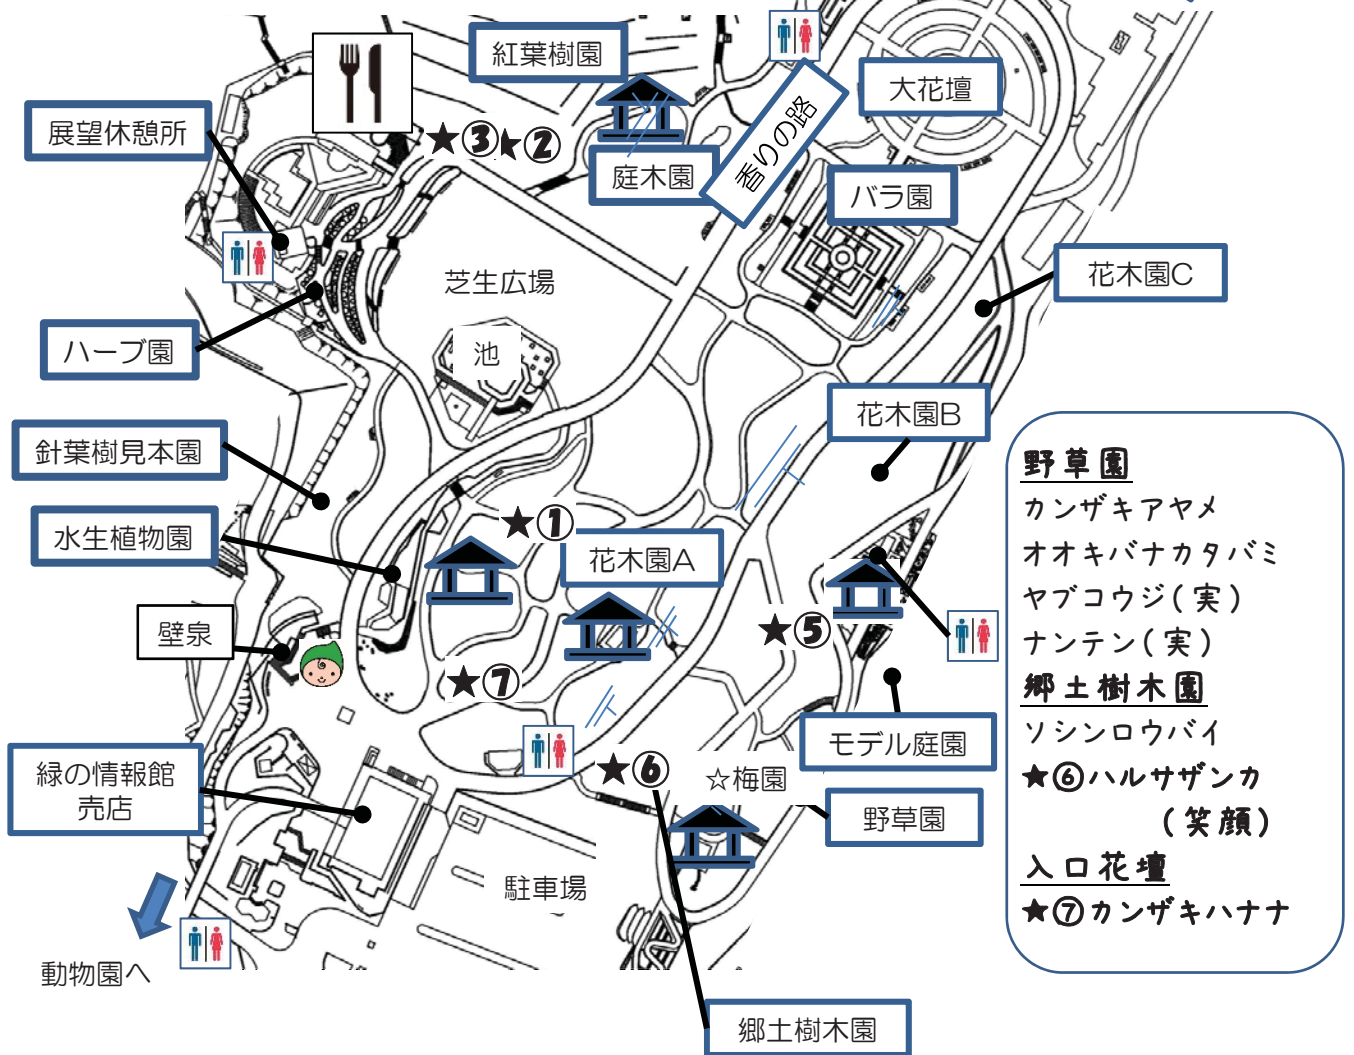 紅葉樹園
大花壇
展望休憩所
★③
★②
庭木園
香りの路
バラ園
芝生広場
花木園C
ハーブ園
池
花木園B
針葉樹見本園
水生植物園
★①
花木園A
壁泉
★⑤
★⑦
モデル庭園
緑の情報館
売店
★⑥
☆梅園
野草園
駐車場
動物園へ
郷土樹木園
野草園
カンザキアヤメ
オオキバナカタバミ
ヤブコウジ(実)
ナンテン(実)
郷土樹木園
ソシンロウバイ
★⑥ハルサザンカ
(笑顔)
入口花壇
★⑦カンザキハナナ